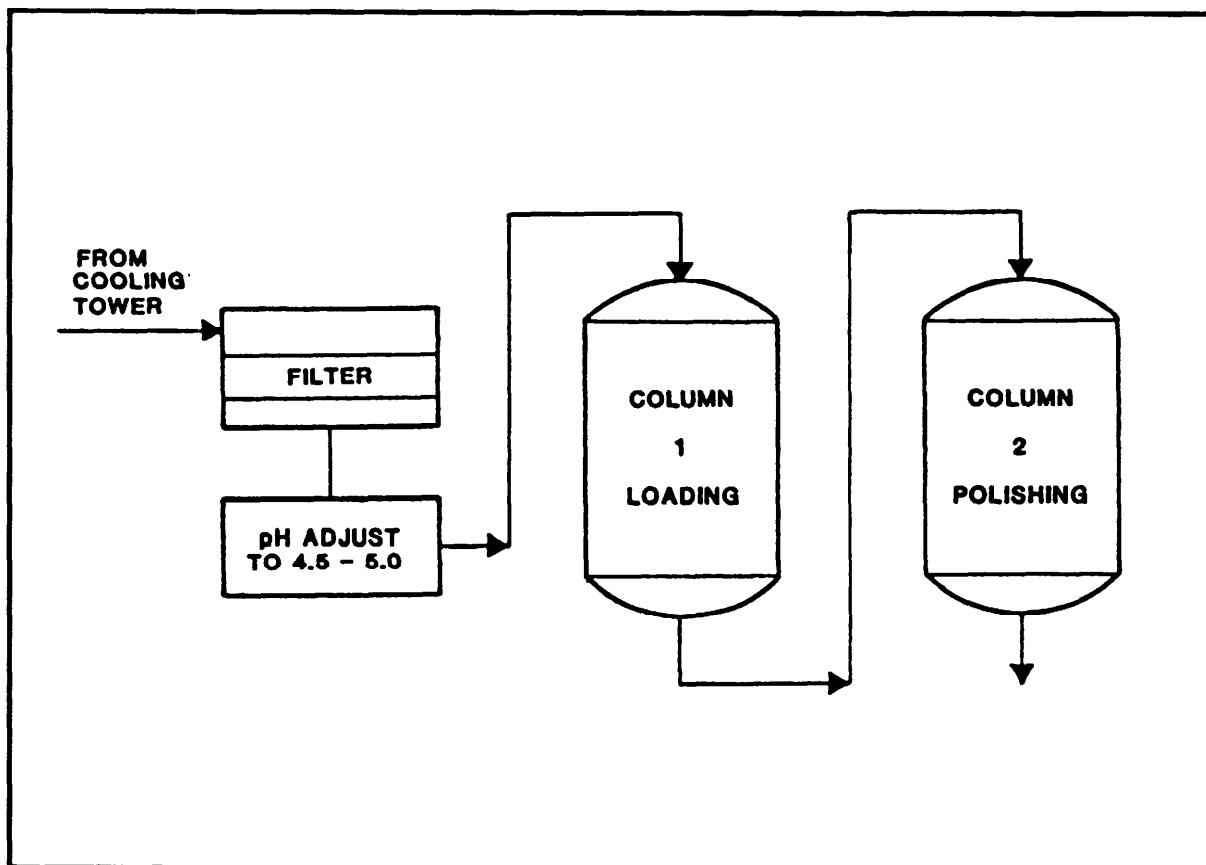 FROM
COOLING
TOWER
FILTER
pH ADJUST
TO 4.5 - 5.0
COLUMN
1
LOADING
COLUMN
2
POLISHING